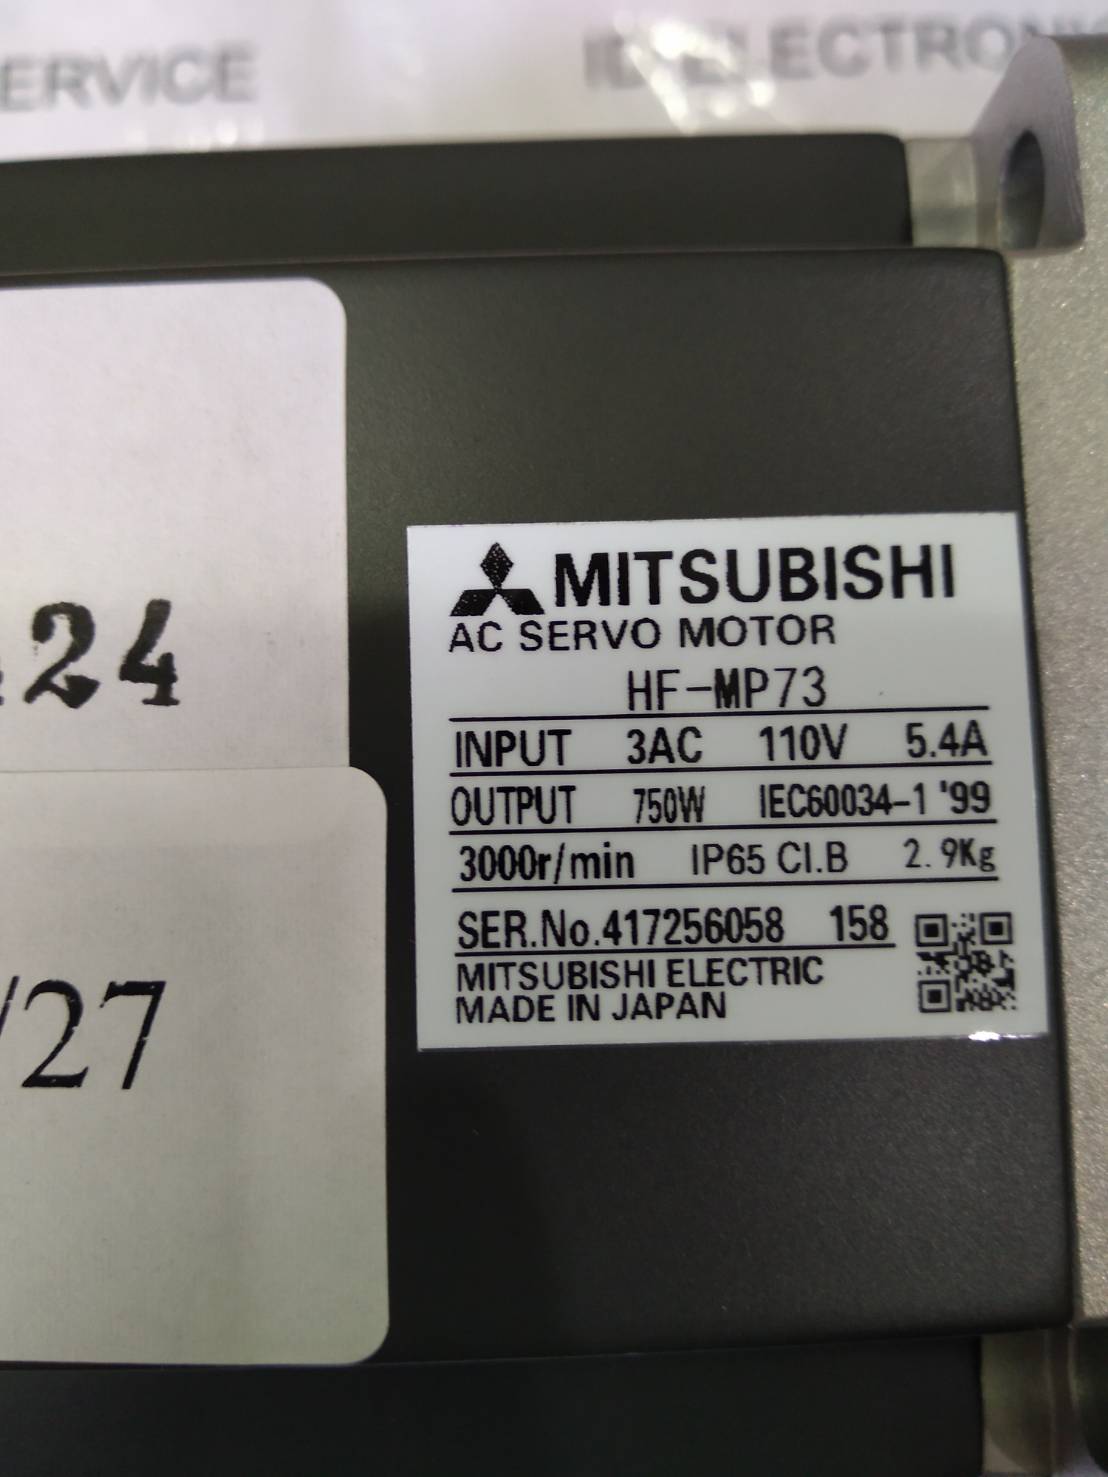 ERVICE
ELECTRONIC
24
/27
MITSUBISHI
AC SERVO MOTOR
HF-MP73
INPUT 3AC 110V 5.4A
OUTPUT 750W IEC60034-1 '99
3000r/min IP65 CI.B 2.9Kg
SER.No.417256058 158
MITSUBISHI ELECTRIC
MADE IN JAPAN